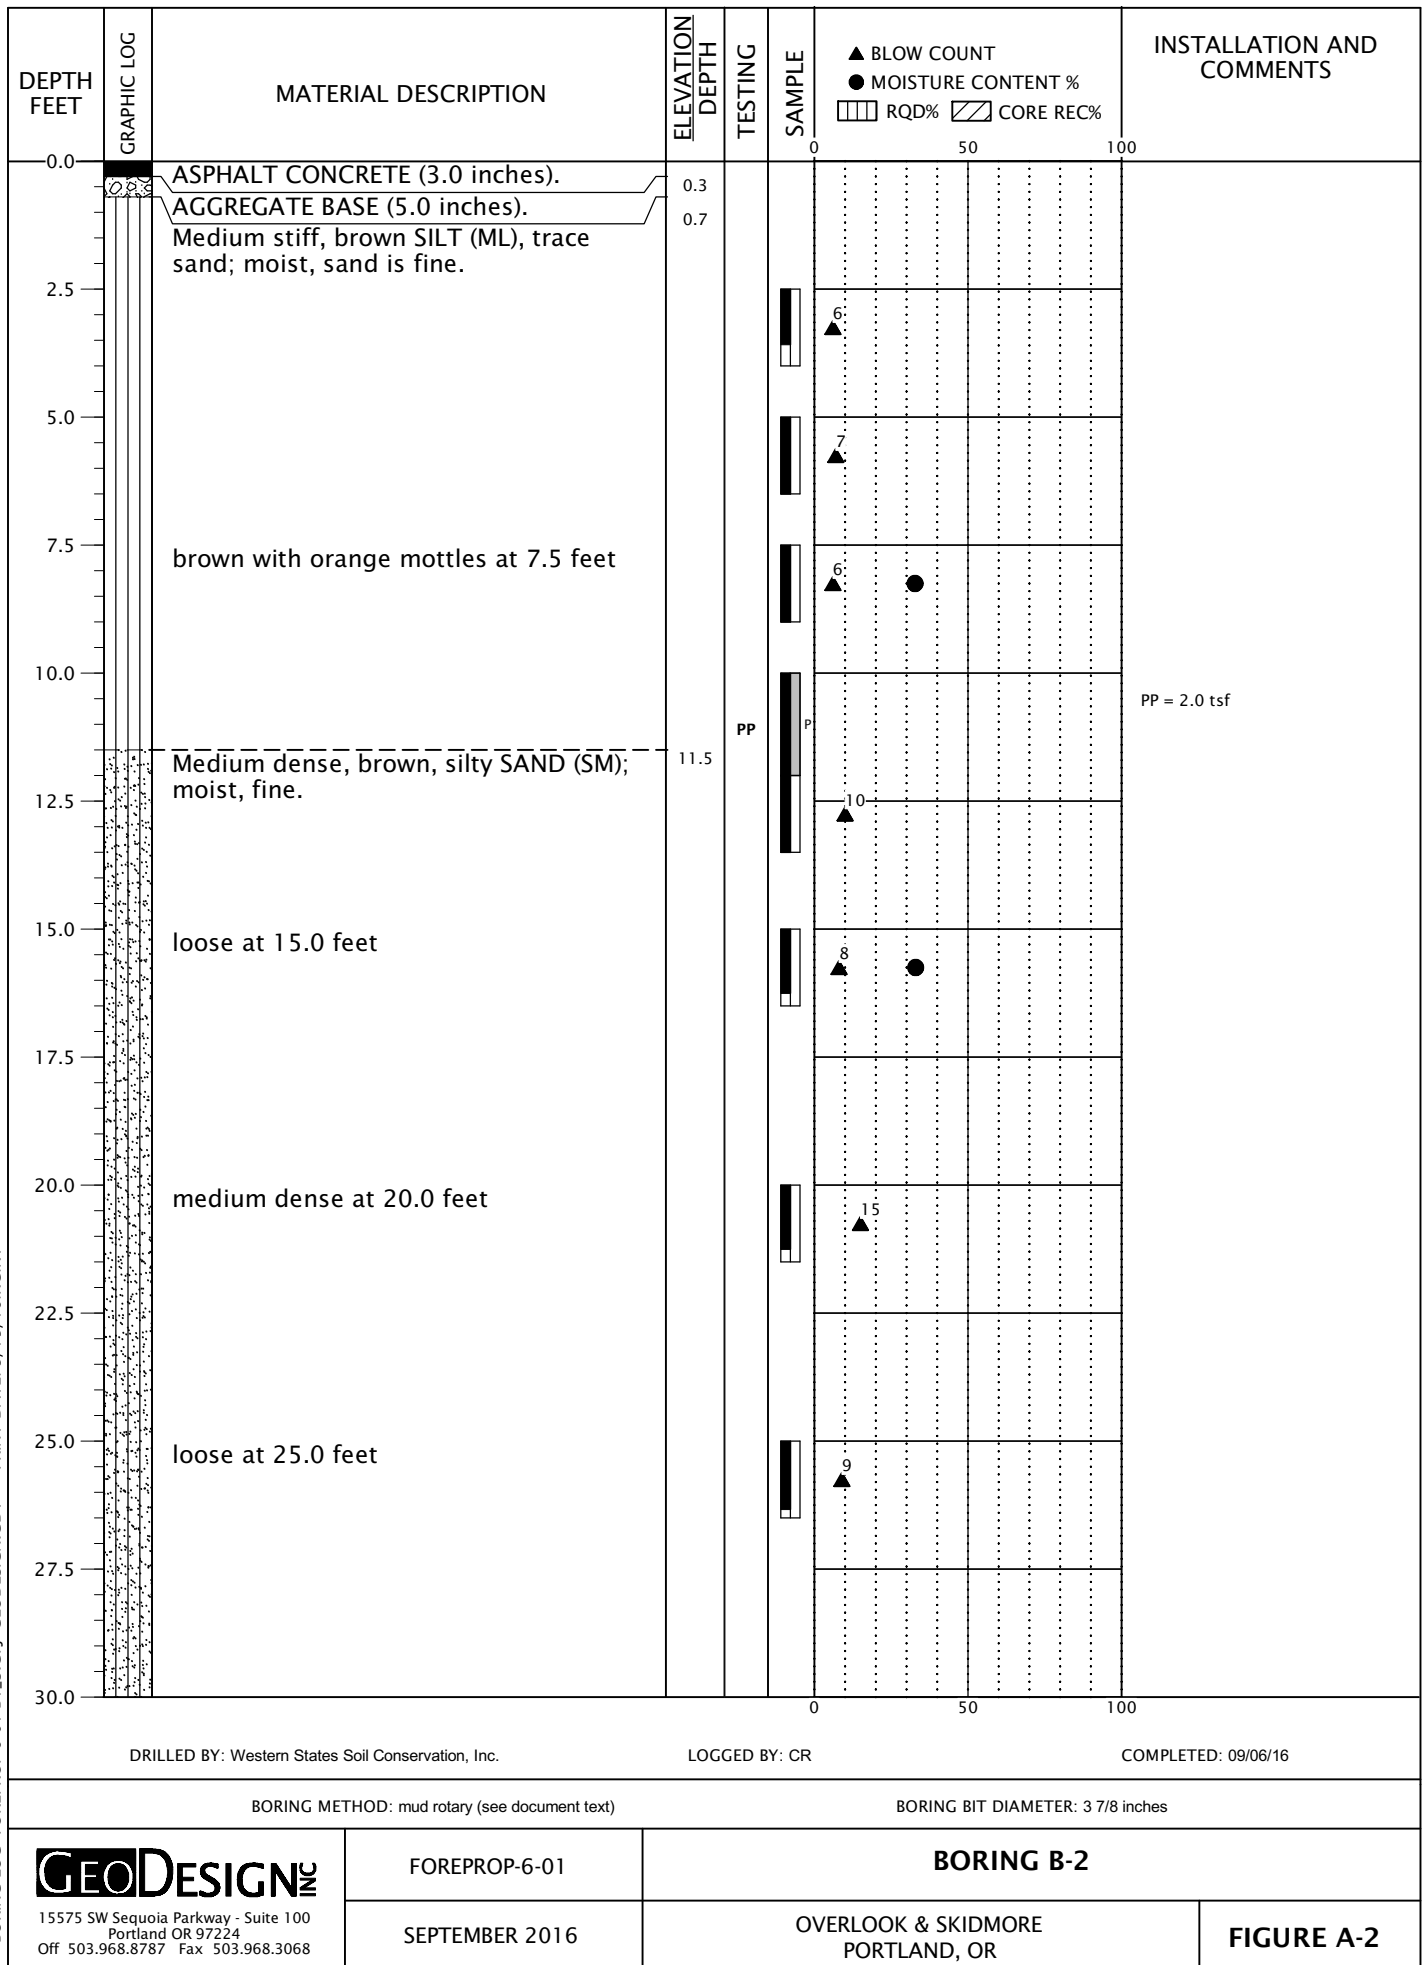 DEPTH
FEET
GRAPHIC LOG
MATERIAL DESCRIPTION
ELEVATION
DEPTH
TESTING
SAMPLE
▲ BLOW COUNT
● MOISTURE CONTENT %
RQD% CORE REC%
INSTALLATION AND
COMMENTS
0 50 100
0.0
ASPHALT CONCRETE (3.0 inches).
0.3
AGGREGATE BASE (5.0 inches).
0.7
Medium stiff, brown SILT (ML), trace
sand; moist, sand is fine.
2.5
6
5.0
7
7.5
brown with orange mottles at 7.5 feet
6
10.0
PP
P
PP = 2.0 tsf
11.5
Medium dense, brown, silty SAND (SM);
moist, fine.
12.5
10
15.0
loose at 15.0 feet
8
17.5
20.0
medium dense at 20.0 feet
15
22.5
25.0
loose at 25.0 feet
9
27.5
30.0
0 50 100
DRILLED BY: Western States Soil Conservation, Inc.
LOGGED BY: CR
COMPLETED: 09/06/16
BORING METHOD: mud rotary (see document text)
BORING BIT DIAMETER: 3 7/8 inches
GEODESIGN INC
15575 SW Sequoia Parkway - Suite 100
Portland OR 97224
Off 503.968.8787 Fax 503.968.3068
FOREPROP-6-01
SEPTEMBER 2016
BORING B-2
OVERLOOK & SKIDMORE
PORTLAND, OR
FIGURE A-2